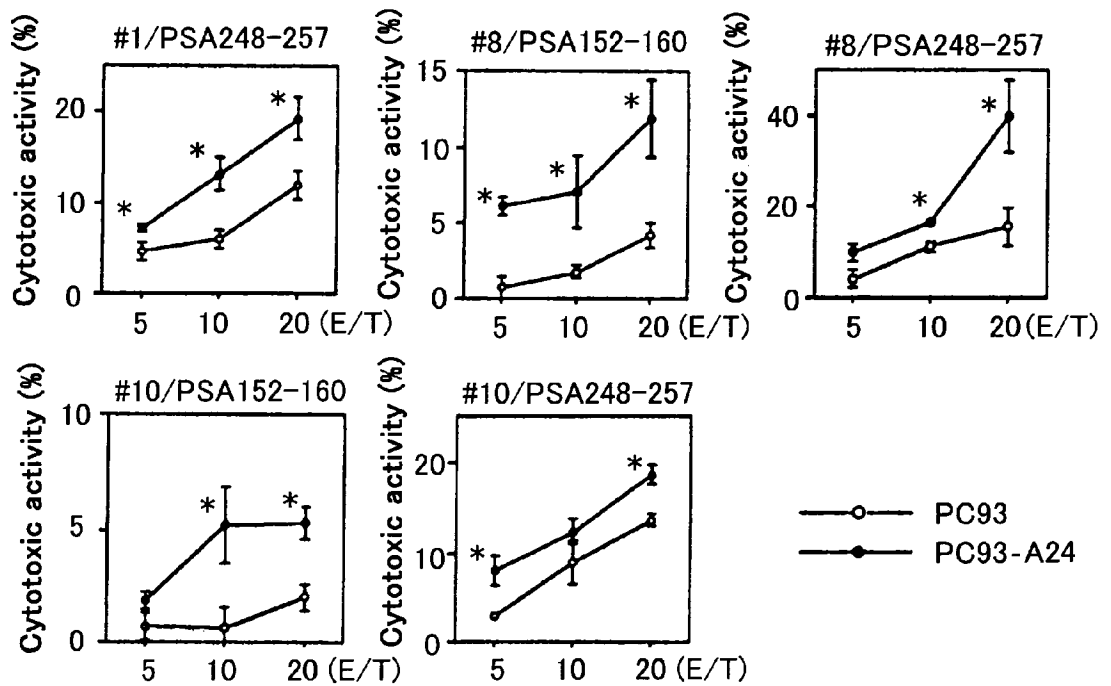 #1/PSA248-257
Cytotoxic activity (%)
20
10
0
5 10 20 (E/T)
*
*
*
#8/PSA152-160
Cytotoxic activity (%)
15
10
5
0
5 10 20 (E/T)
*
*
*
#8/PSA248-257
Cytotoxic activity (%)
40
20
0
5 10 20 (E/T)
*
*
#10/PSA152-160
Cytotoxic activity (%)
10
5
0
5 10 20 (E/T)
*
*
#10/PSA248-257
Cytotoxic activity (%)
20
10
0
5 10 20 (E/T)
*
*
PC93
PC93-A24